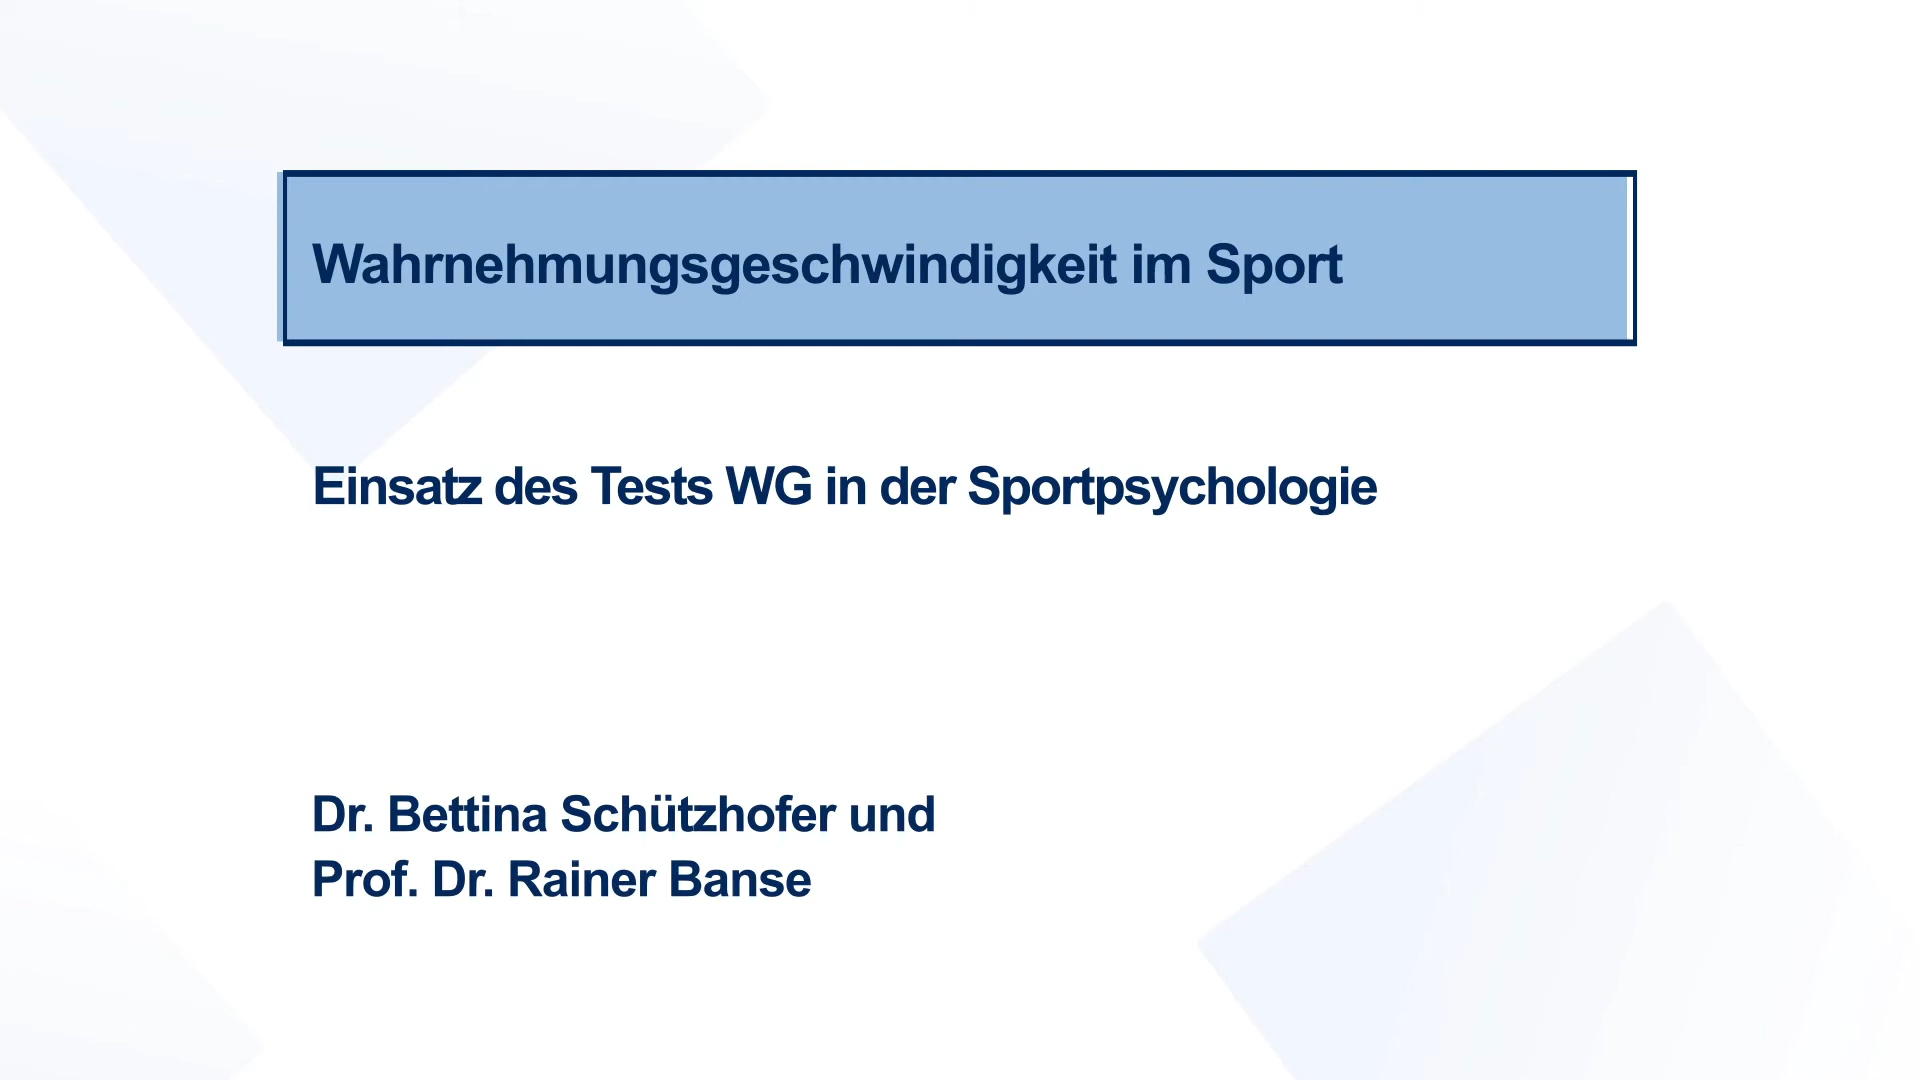 Wahrnehmungsgeschwindigkeit im Sport
Einsatz des Tests WG in der Sportpsychologie
Dr. Bettina Schützhofer und
Prof. Dr. Rainer Banse